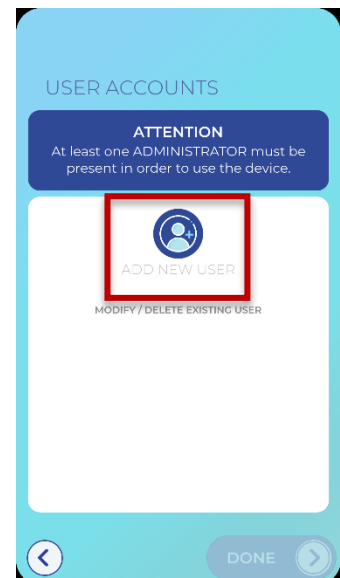 USER ACCOUNTS
ATTENTION
At least one ADMINISTRATOR must be
present in order to use the device.
ADD NEW USER
MODIFY / DELETE EXISTING USER
DONE